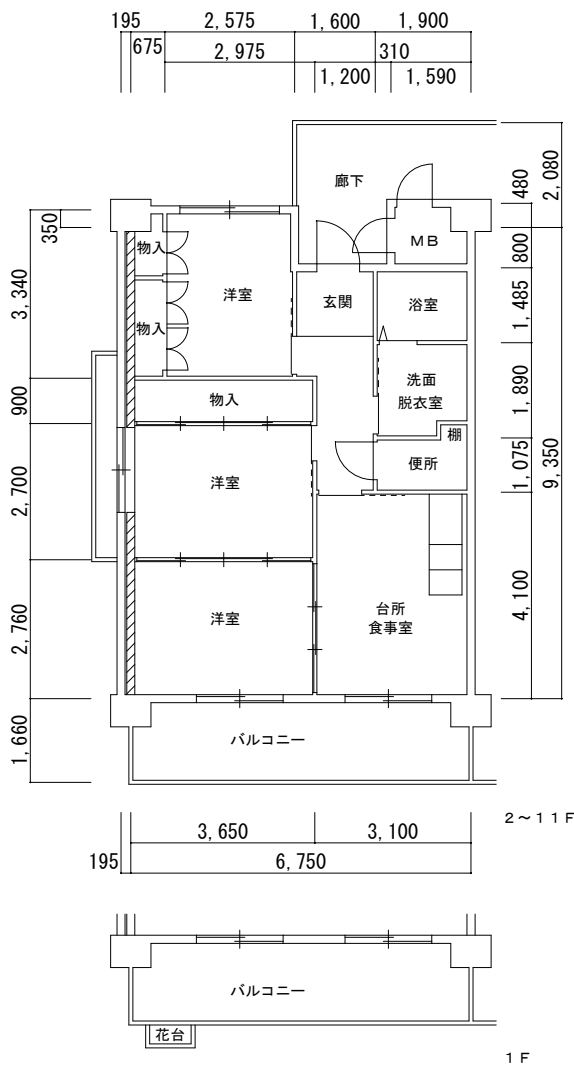 195
2,575
1,600
1,900
675
2,975
310
1,200
1,590
廊下
480
2,080
350
物入
MB
800
洋室
玄関
浴室
1,485
3,340
物入
洗面
脱衣室
1,890
900
物入
棚
便所
1,075
9,350
2,700
洋室
2,760
洋室
台所
食事室
4,100
1,660
バルコニー
2~11F
3,650
3,100
195
6,750
バルコニー
花台
1F